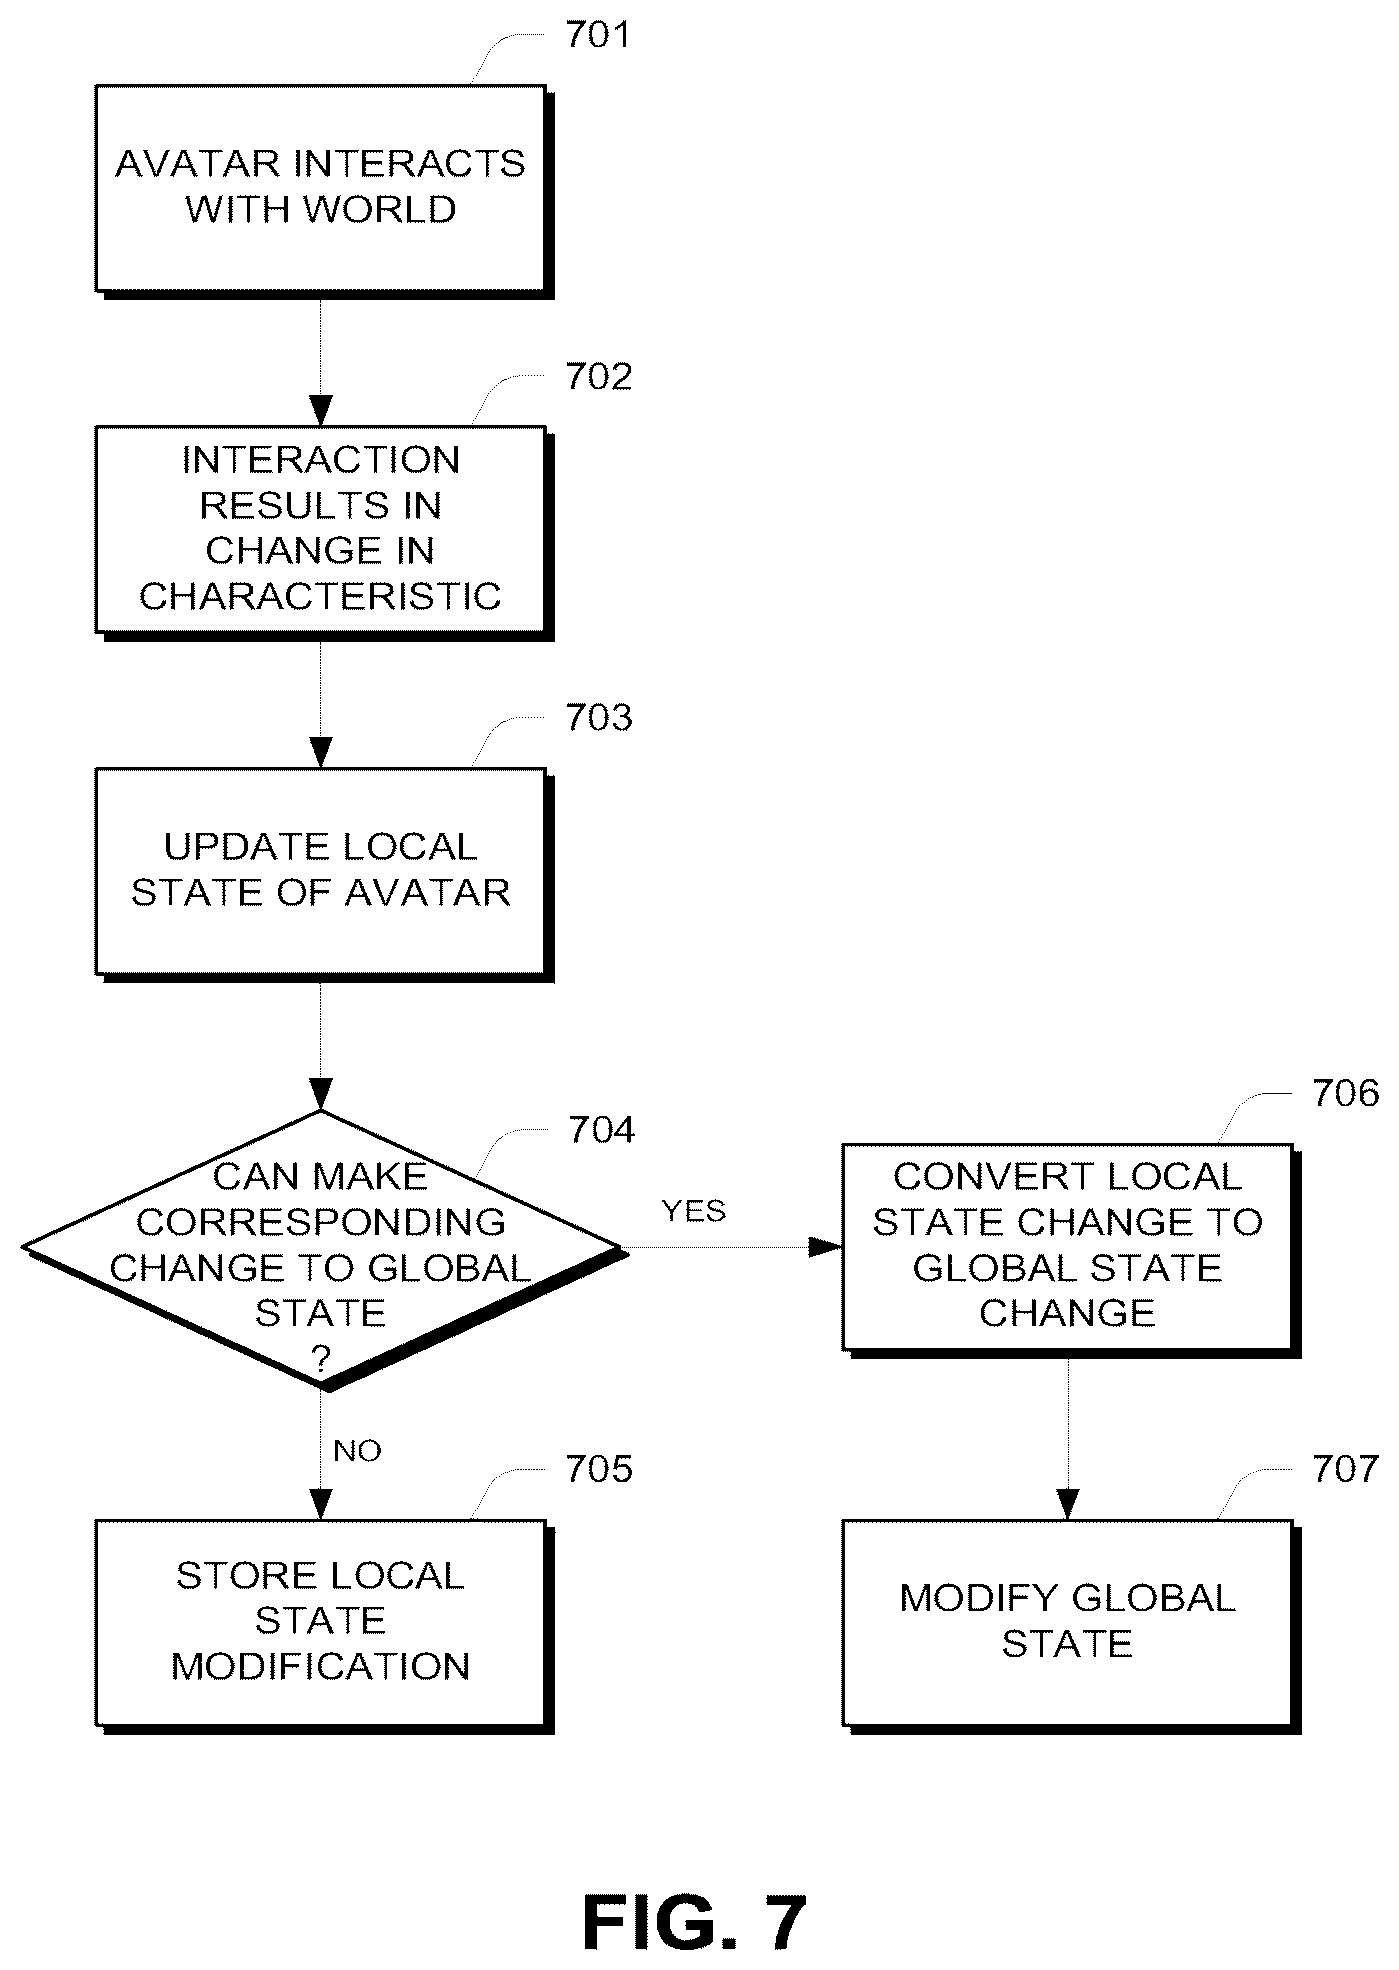 701
AVATAR INTERACTS
WITH WORLD
702
INTERACTION
RESULTS IN
CHANGE IN
CHARACTERISTIC
703
UPDATE LOCAL
STATE OF AVATAR
704
CAN MAKE
CORRESPONDING
CHANGE TO GLOBAL
STATE
?
YES
706
CONVERT LOCAL
STATE CHANGE TO
GLOBAL STATE
CHANGE
NO
705
STORE LOCAL
STATE
MODIFICATION
707
MODIFY GLOBAL
STATE
FIG. 7